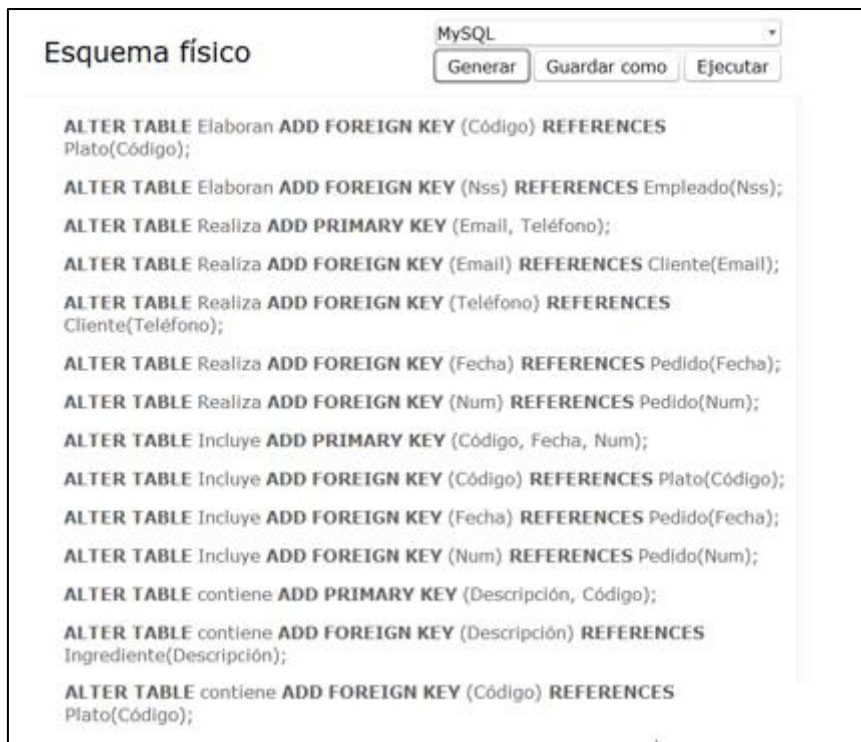 MySQL
Esquema físico
Generar Guardar como Ejecutar
ALTER TABLE Elaboran ADD FOREIGN KEY (Código) REFERENCES
Plato(Código);
ALTER TABLE Elaboran ADD FOREIGN KEY (Nss) REFERENCES Empleado(Nss);
ALTER TABLE Realiza ADD PRIMARY KEY (Email, Teléfono);
ALTER TABLE Realiza ADD FOREIGN KEY (Email) REFERENCES Cliente(Email);
ALTER TABLE Realiza ADD FOREIGN KEY (Teléfono) REFERENCES
Cliente(Teléfono);
ALTER TABLE Realiza ADD FOREIGN KEY (Fecha) REFERENCES Pedido(Fecha);
ALTER TABLE Realiza ADD FOREIGN KEY (Num) REFERENCES Pedido(Num);
ALTER TABLE Incluye ADD PRIMARY KEY (Código, Fecha, Num);
ALTER TABLE Incluye ADD FOREIGN KEY (Código) REFERENCES Plato(Código);
ALTER TABLE Incluye ADD FOREIGN KEY (Fecha) REFERENCES Pedido(Fecha);
ALTER TABLE Incluye ADD FOREIGN KEY (Num) REFERENCES Pedido(Num);
ALTER TABLE contiene ADD PRIMARY KEY (Descripción, Código);
ALTER TABLE contiene ADD FOREIGN KEY (Descripción) REFERENCES
Ingrediente(Descripción);
ALTER TABLE contiene ADD FOREIGN KEY (Código) REFERENCES
Plato(Código);